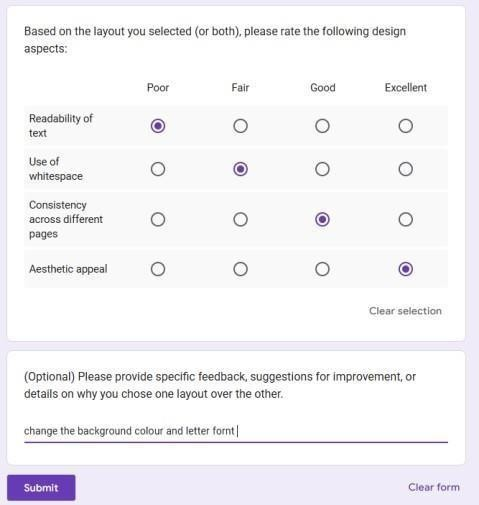 Based on the layout you selected (or both), please rate the following design
aspects:
Poor Fair Good Excellent
Readability of
text
Use of
whitespace
Consistency
across different
pages
Aesthetic appeal
Clear selection
(Optional) Please provide specific feedback, suggestions for improvement, or
details on why you chose one layout over the other.
change the background colour and letter fornt
Submit Clear form